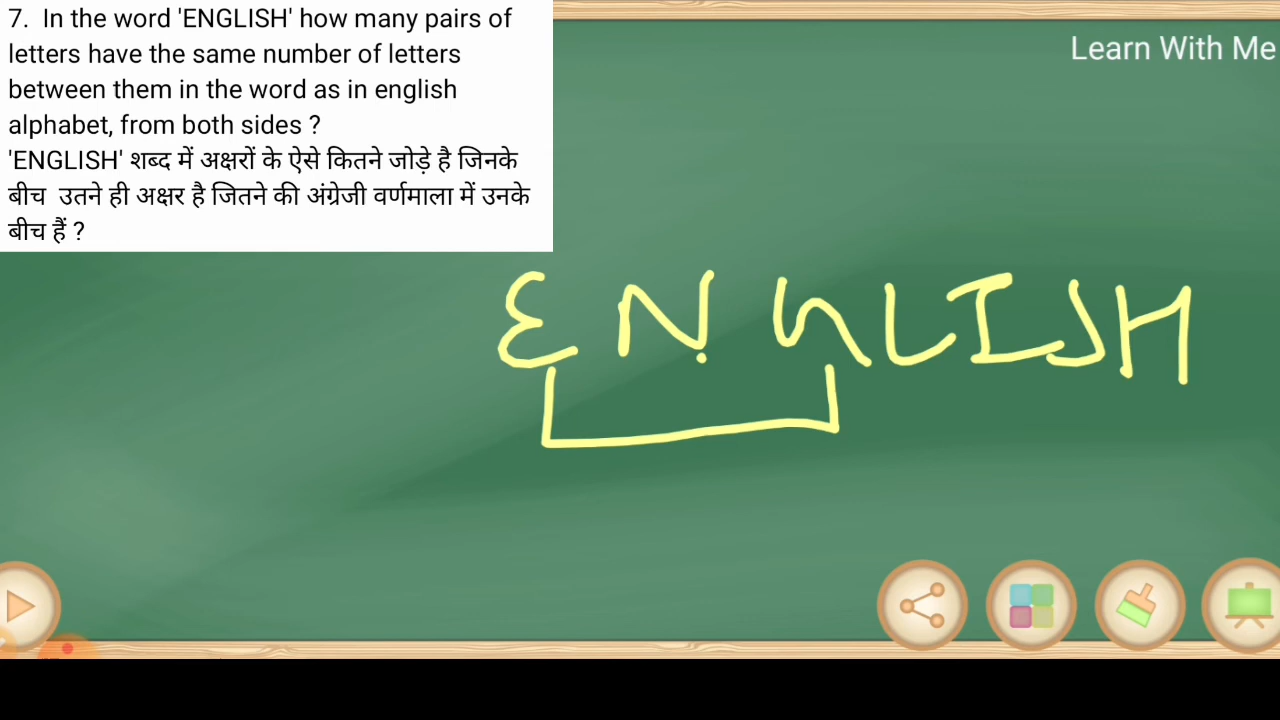 7. In the word 'ENGLISH' how many pairs of
letters have the same number of letters
between them in the word as in english
alphabet, from both sides ?
'ENGLISH' शब्द में अक्षरों के ऐसे कितने जोड़े है जिनके
बीच उतने ही अक्षर है जितने की अंग्रेजी वर्णमाला में उनके
बीच हैं ?
Learn With Me
ENGLISH